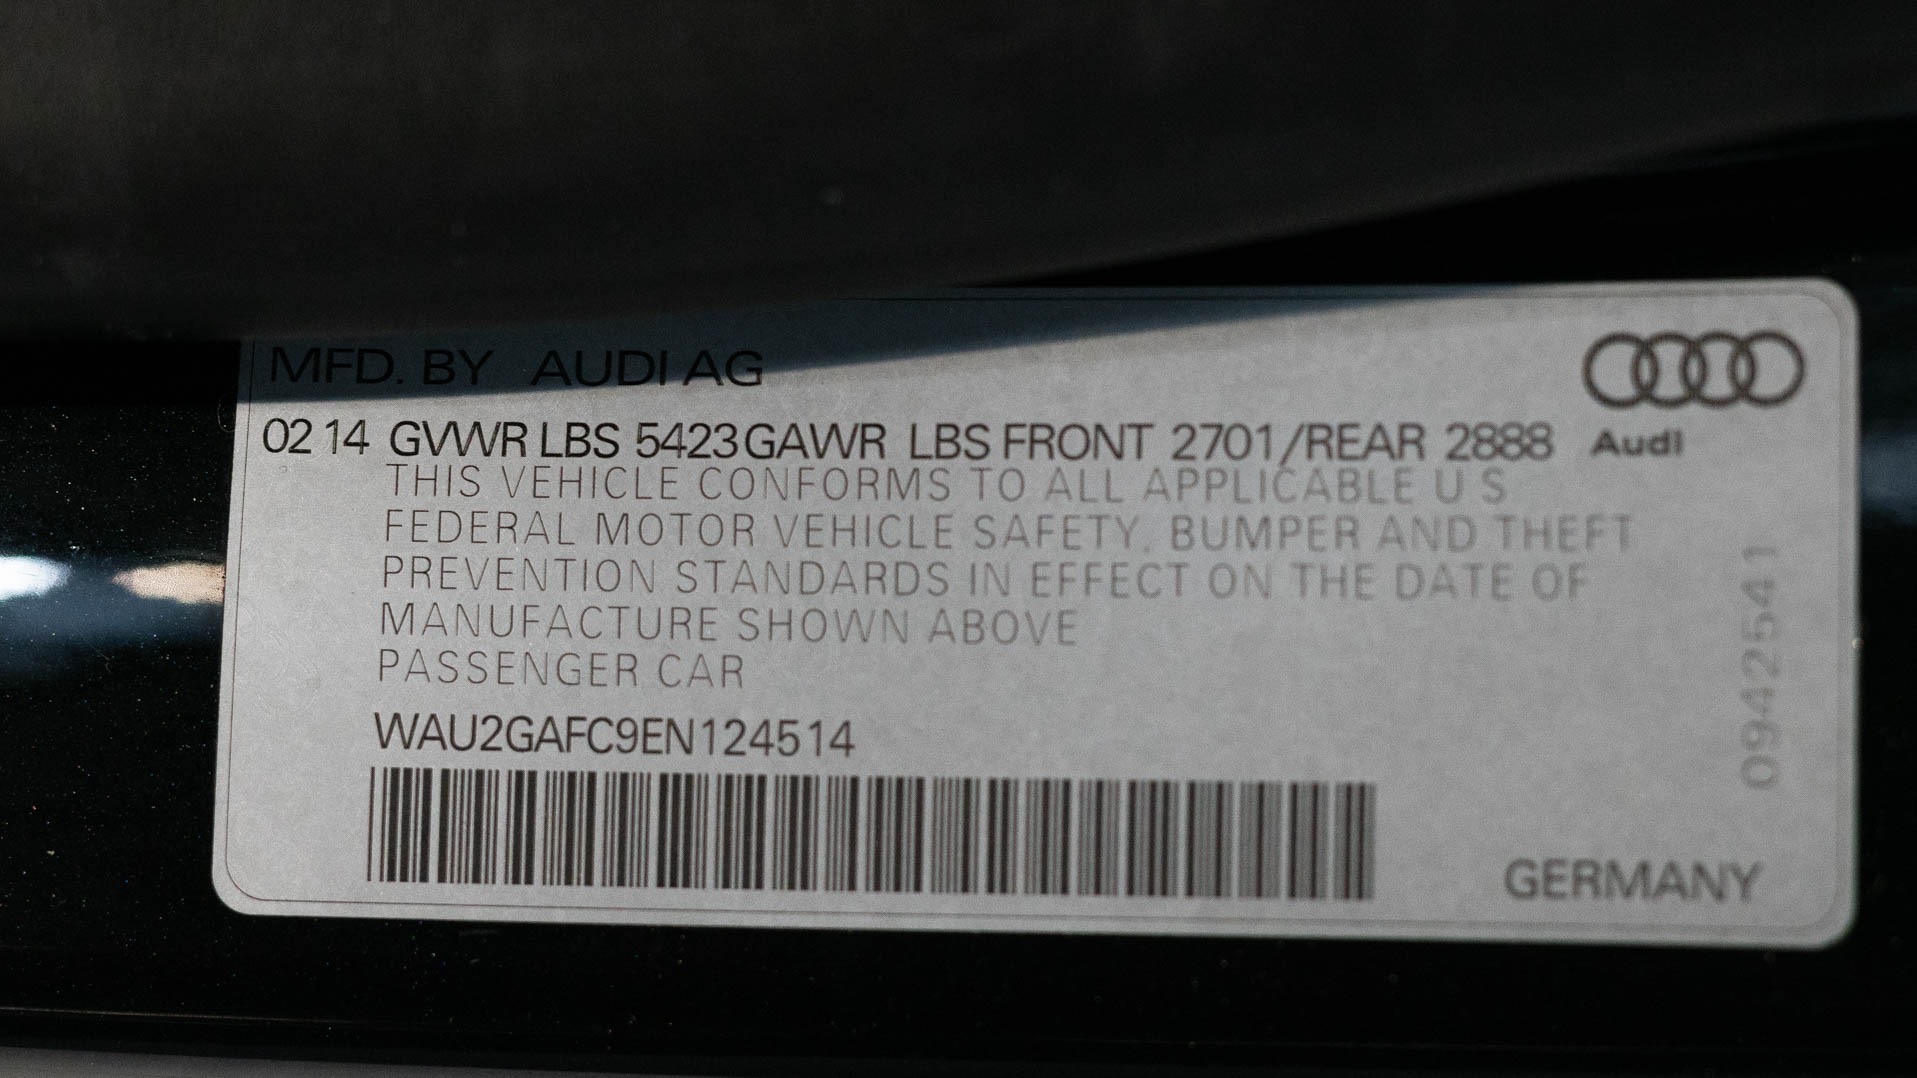 MFD. BY AUDI AG
02 14 GVWR LBS 5423 GAWR LBS FRONT 2701/REAR 2888 Audi
THIS VEHICLE CONFORMS TO ALL APPLICABLE U S
FEDERAL MOTOR VEHICLE SAFETY, BUMPER AND THEFT
PREVENTION STANDARDS IN EFFECT ON THE DATE OF
MANUFACTURE SHOWN ABOVE
PASSENGER CAR
WAU2GAFC9EN124514
GERMANY
0942541